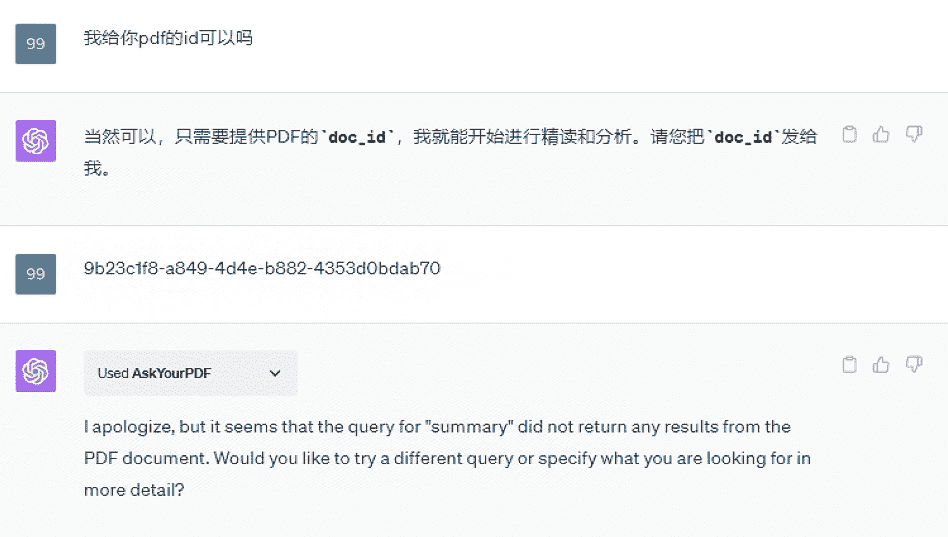 99
我给你pdf的id可以吗
当然可以，只需要提供PDF的`doc_id`，我就能开始进行精读和分析。请您把`doc_id`发给
我。
99
9b23c1f8-a849-4d4e-b882-4353d0bdab70
Used AskYourPDF
I apologize, but it seems that the query for "summary" did not return any results from the
PDF document. Would you like to try a different query or specify what you are looking for in
more detail?